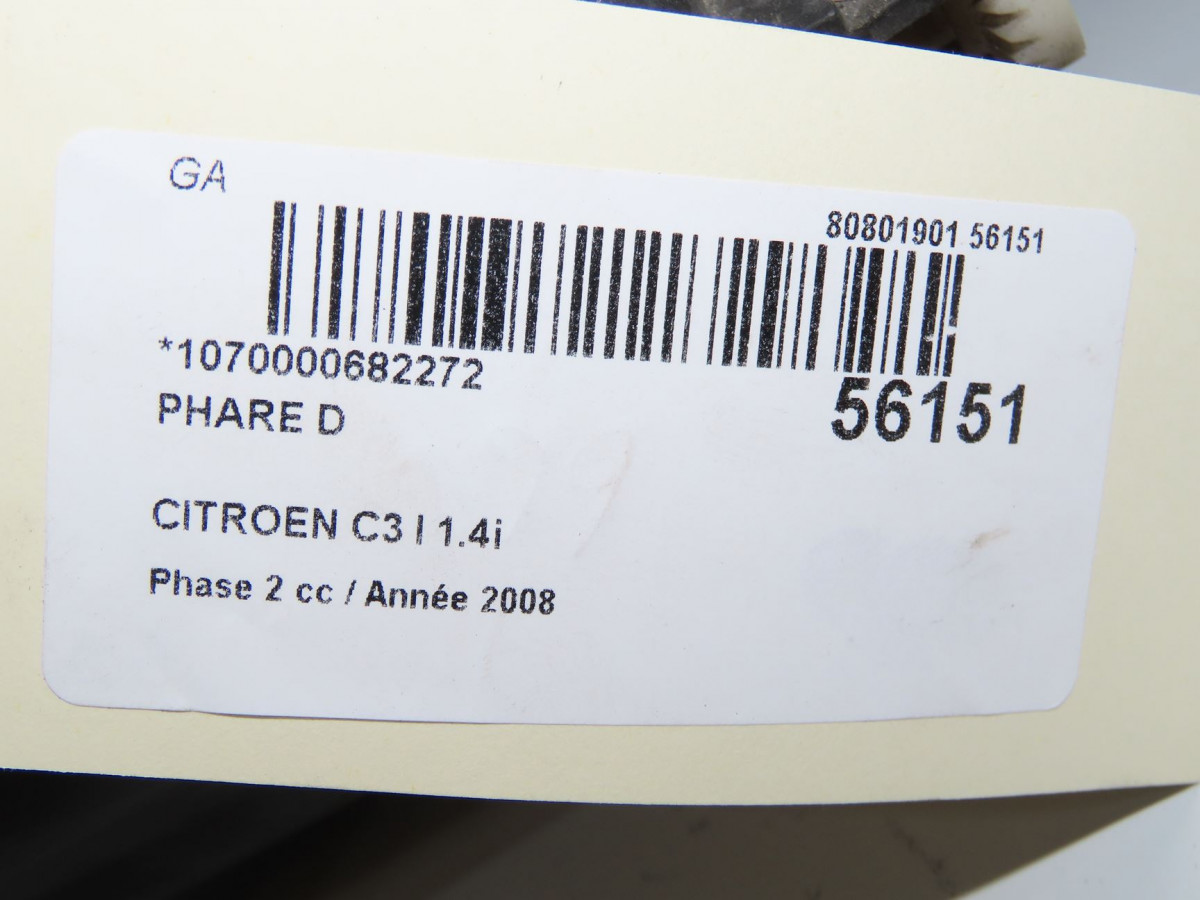 GA
80801901 56151
*1070000682272
56151
PHARE D
CITROEN C3 I 1.4i
Phase 2 cc / Année 2008